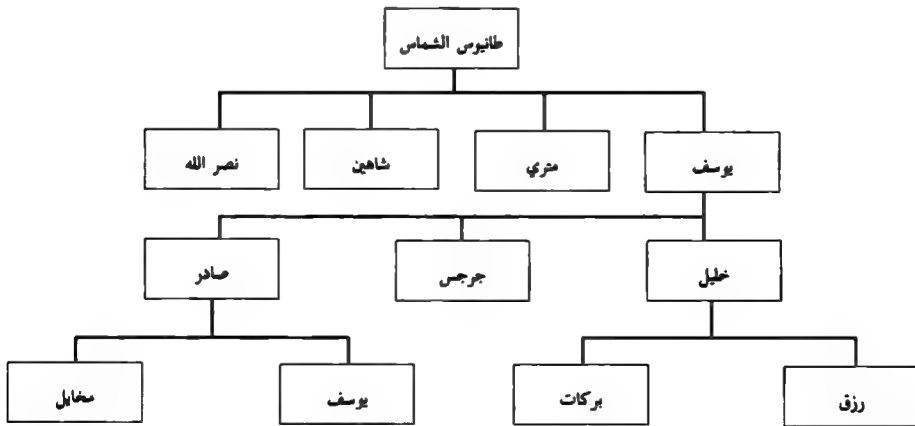 طانيوس الشماس
يوسف
متري
شاهين
نصر الله
خليل
جرجس
صادر
رزق
بركات
يوسف
مخايل